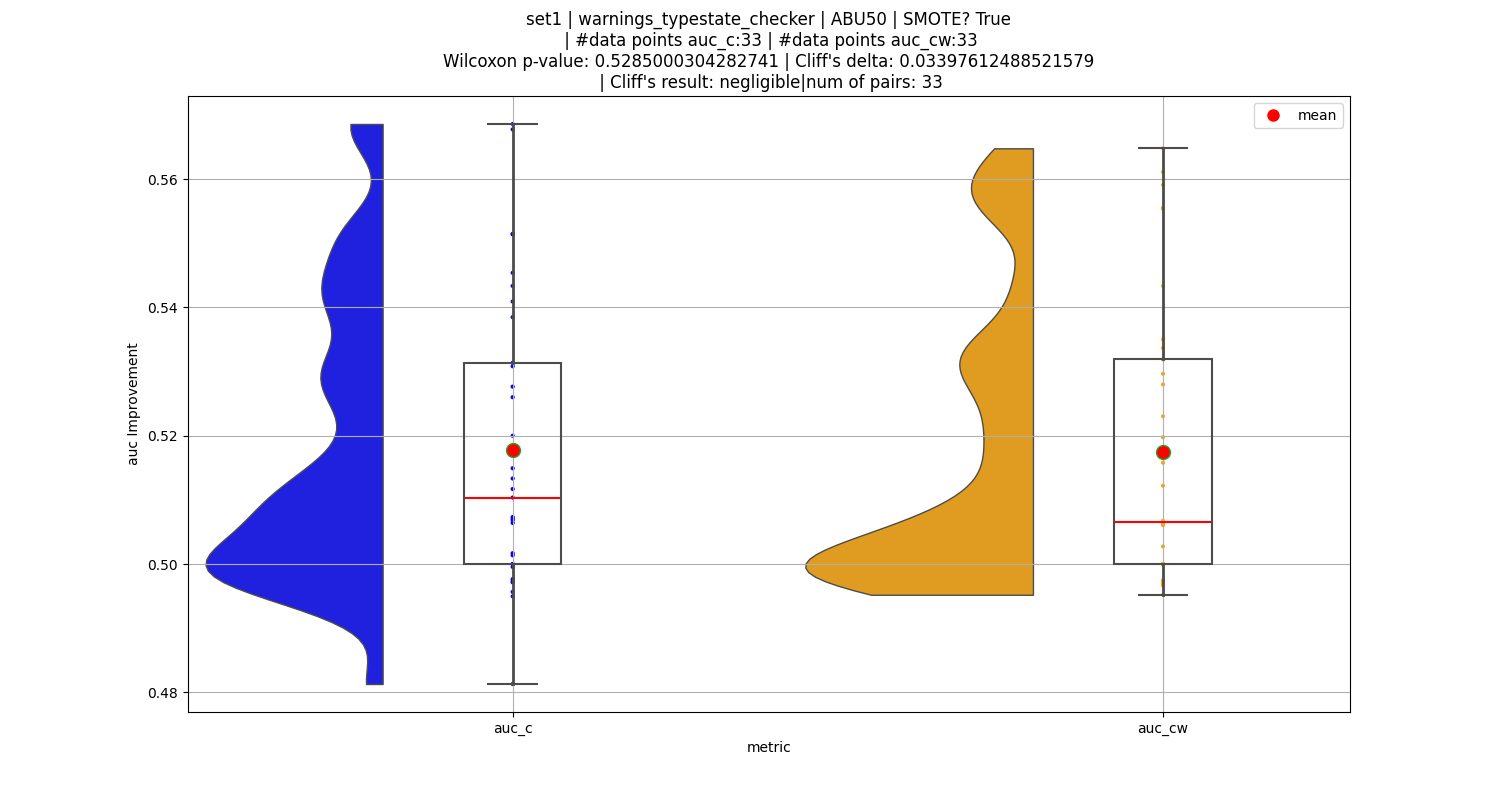 set1 | warnings_typestate_checker | ABU50 | SMOTE? True
| #data points auc_c:33 | #data points auc_cw:33
Wilcoxon p-value: 0.5285000304282741 | Cliff's delta: 0.03397612488521579
| Cliff's result: negligible|num of pairs: 33
mean
0.56
0.54
0.52
0.50
0.48
auc Improvement
auc_c
auc_cw
metric